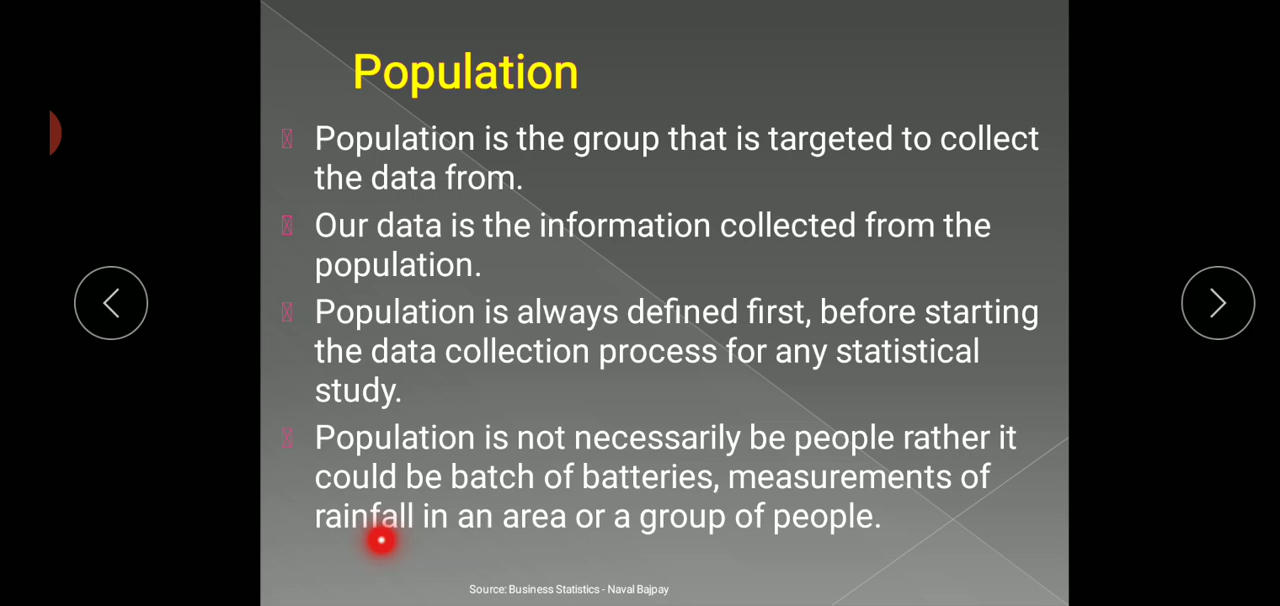 Population
Population is the group that is targeted to collect
the data from.
Our data is the information collected from the
population.
Population is always defined first, before starting
the data collection process for any statistical
study.
Population is not necessarily be people rather it
could be batch of batteries, measurements of
rainfall in an area or a group of people.
Source: Business Statistics - Naval Bajpay